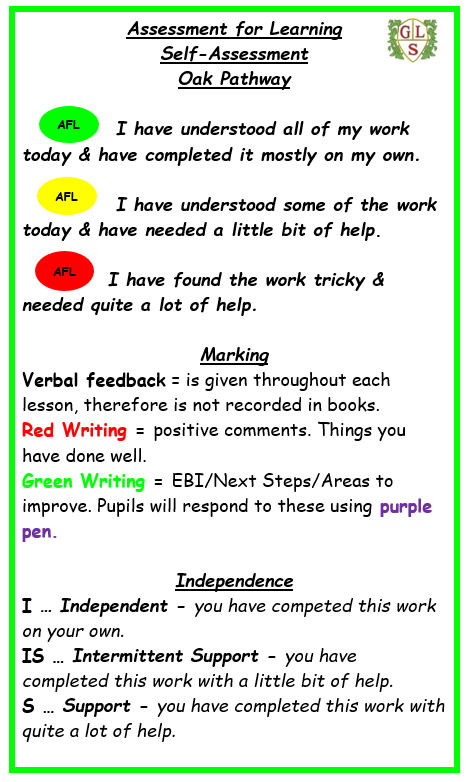 Assessment for Learning
Self-Assessment
Oak Pathway
G L
S
AFL I have understood all of my work
today & have completed it mostly on my own.
AFL I have understood some of the work
today & have needed a little bit of help.
AFL I have found the work tricky &
needed quite a lot of help.
Marking
Verbal feedback = is given throughout each
lesson, therefore is not recorded in books.
Red Writing = positive comments. Things you
have done well.
Green Writing = EBI/Next Steps/Areas to
improve. Pupils will respond to these using purple
pen.
Independence
I … Independent - you have competed this work
on your own.
IS … Intermittent Support - you have
completed this work with a little bit of help.
S … Support - you have completed this work with
quite a lot of help.